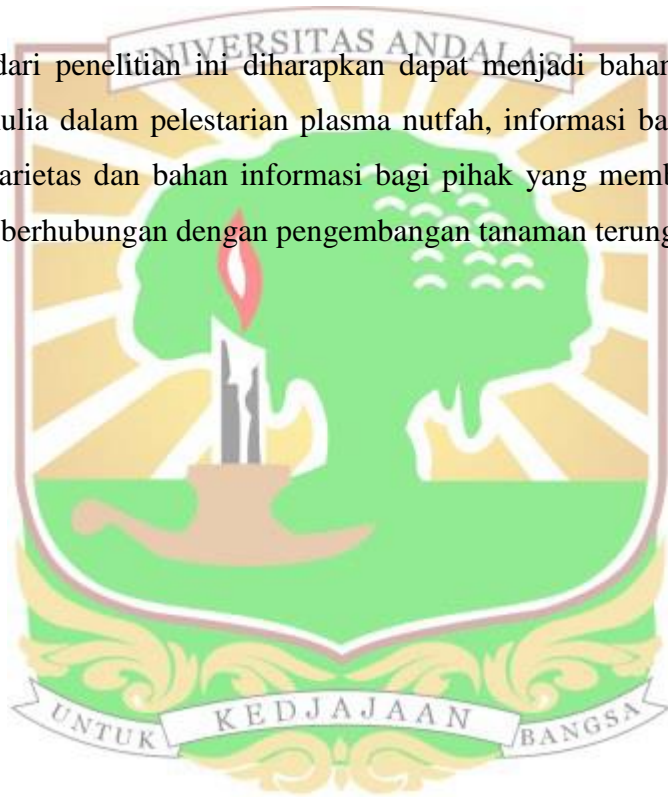 UNIVERSITAS ANDALAS
dari penelitian ini diharapkan dapat menjadi bahan
ulia dalam pelestarian plasma nutfah, informasi ba
arietas dan bahan informasi bagi pihak yang memb
berhubungan dengan pengembangan tanaman terung
UNTUK KEDJAJAAN BANGSA